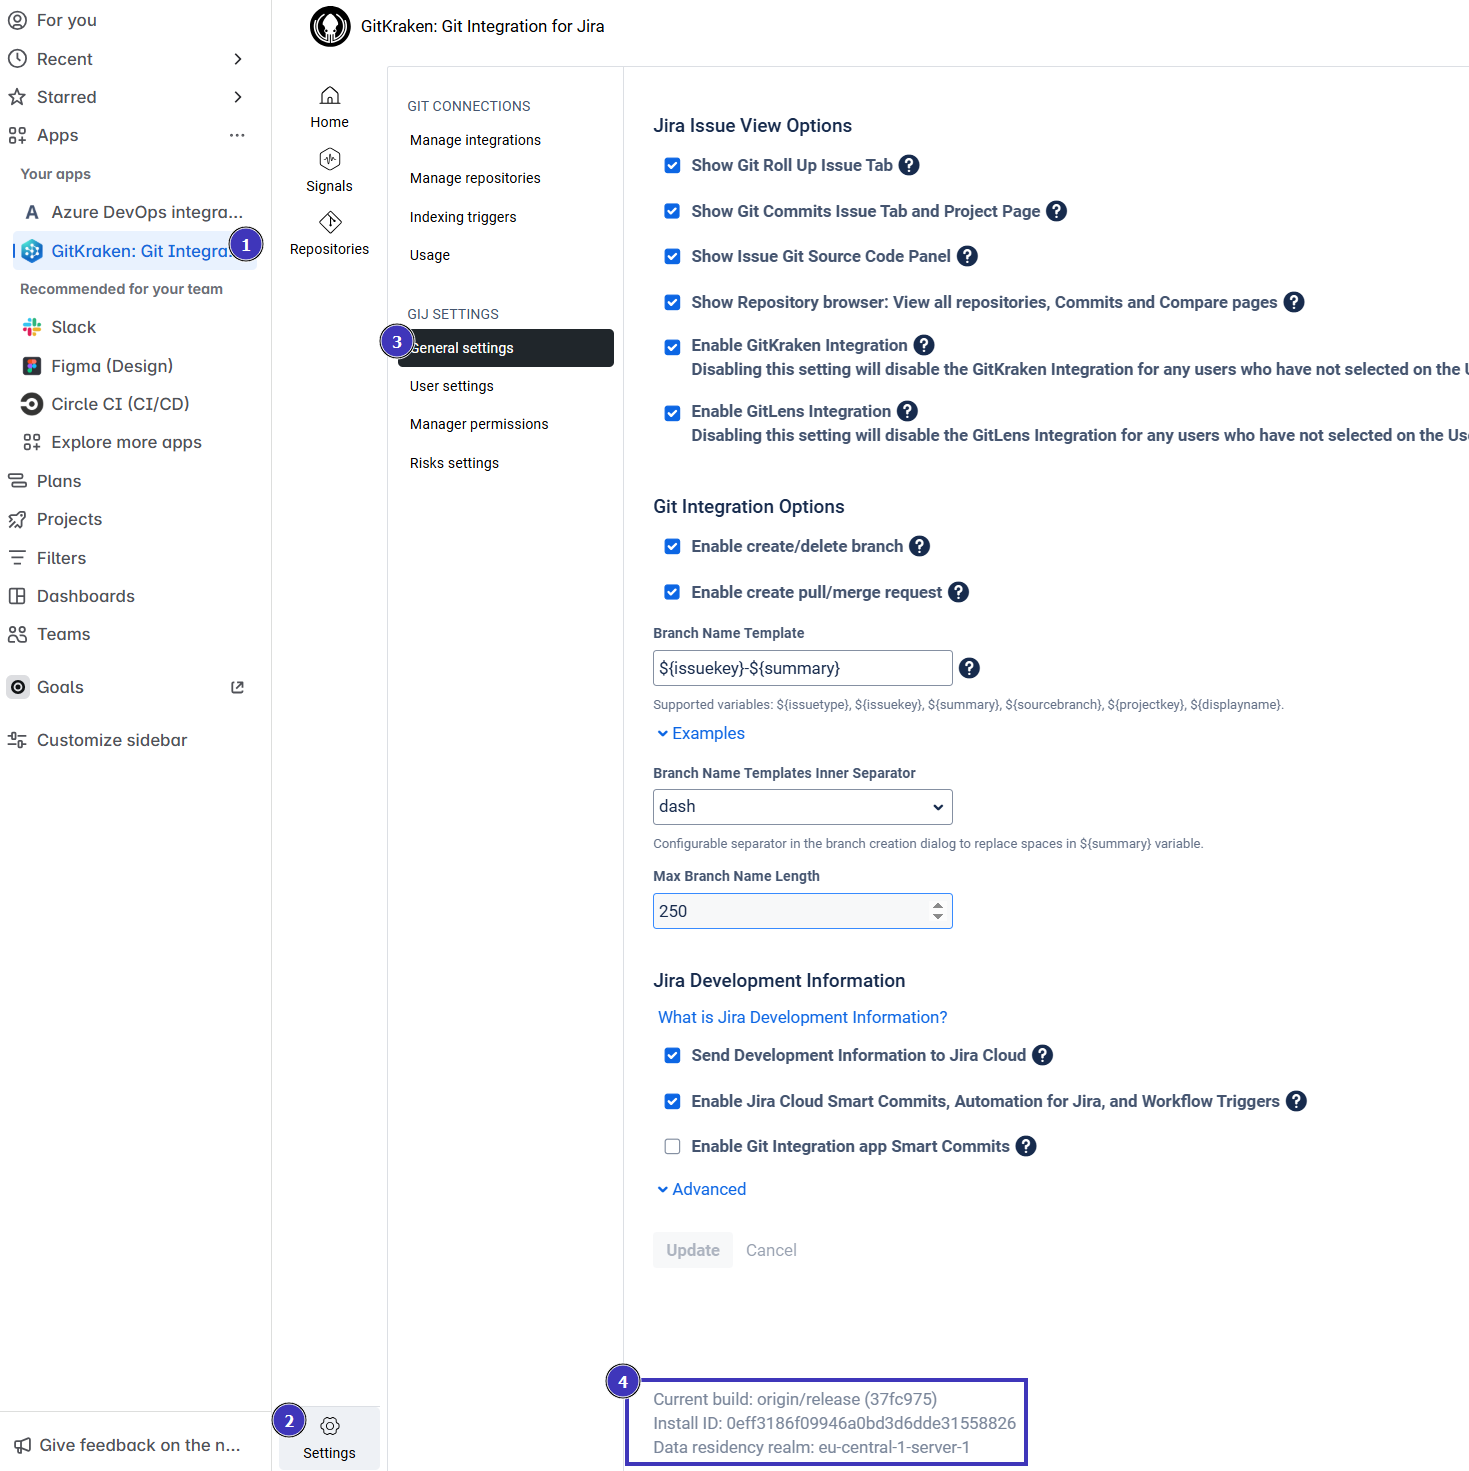 For you
Recent
Starred
Apps
Your apps
A Azure DevOps integra...
GitKraken: Git Integra...
1
Recommended for your team
Slack
Figma (Design)
Circle CI (CI/CD)
Explore more apps
Plans
Projects
Filters
Dashboards
Teams
Goals
Customize sidebar
Give feedback on the n...
GitKraken: Git Integration for Jira
Home
Signals
Repositories
2
Settings
GIT CONNECTIONS
Manage integrations
Manage repositories
Indexing triggers
Usage
GIJ SETTINGS
3
General settings
User settings
Manager permissions
Risks settings
Jira Issue View Options
Show Git Roll Up Issue Tab ?
Show Git Commits Issue Tab and Project Page ?
Show Issue Git Source Code Panel ?
Show Repository browser: View all repositories, Commits and Compare pages ?
Enable GitKraken Integration ?
Disabling this setting will disable the GitKraken Integration for any users who have not selected on the U
Enable GitLens Integration ?
Disabling this setting will disable the GitLens Integration for any users who have not selected on the Us
Git Integration Options
Enable create/delete branch ?
Enable create pull/merge request ?
Branch Name Template
${issuekey}-${summary} ?
Supported variables: ${issuetype}, ${issuekey}, ${summary}, ${sourcebranch}, ${projectkey}, ${displayname}.
Examples
Branch Name Templates Inner Separator
dash
Configurable separator in the branch creation dialog to replace spaces in ${summary} variable.
Max Branch Name Length
250
Jira Development Information
What is Jira Development Information?
Send Development Information to Jira Cloud ?
Enable Jira Cloud Smart Commits, Automation for Jira, and Workflow Triggers ?
Enable Git Integration app Smart Commits ?
Advanced
Update Cancel
4
Current build: origin/release (37fc975)
Install ID: 0eff3186f09946a0bd3d6dde31558826
Data residency realm: eu-central-1-server-1